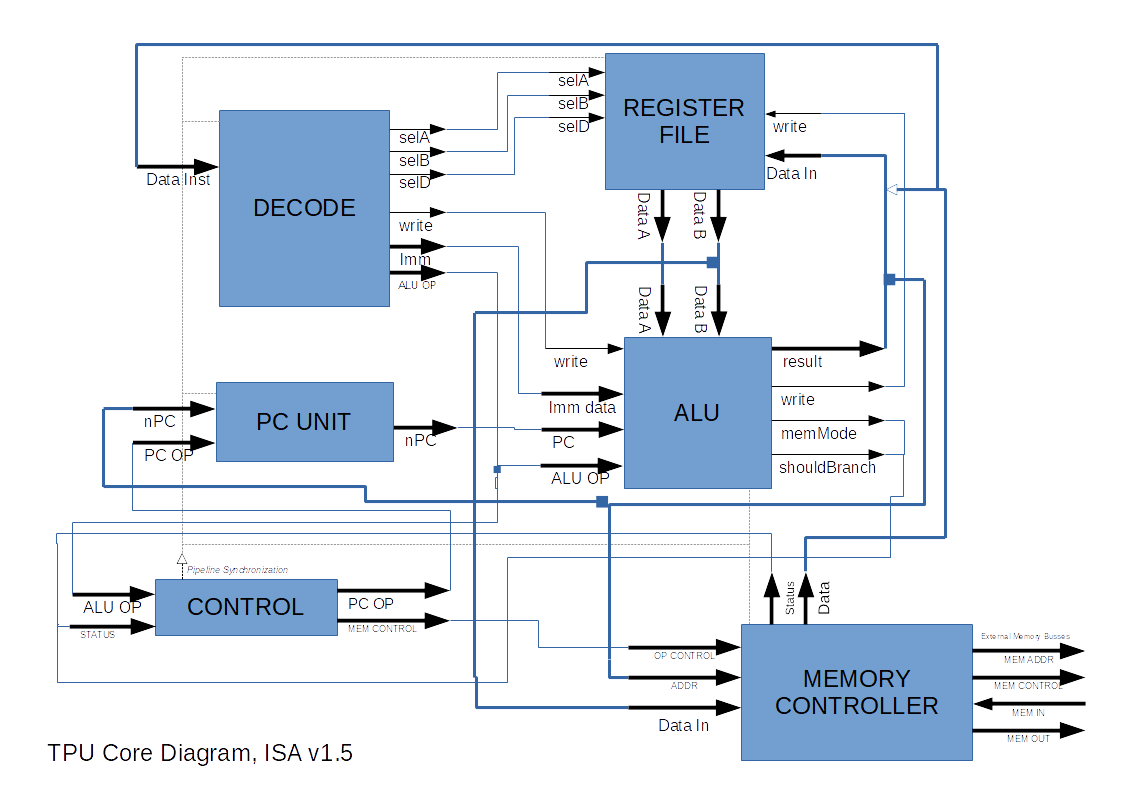 selA
selB
selD
REGISTER
FILE
write
Data In
Data Inst
DECODE
selA
selB
selD
write
Imm
ALU OP
Data A
Data B
Data A
Data B
write
Imm data
PC
ALU OP
ALU
result
write
memMode
shouldBranch
nPC
PC OP
PC UNIT
nPC
Pipeline Synchronization
ALU OP
STATUS
CONTROL
PC OP
MEM CONTROL
Status
Data
OP CONTROL
ADDR
Data In
MEMORY
CONTROLLER
External Memory Busses
MEM ADDR
MEM CONTROL
MEM IN
MEM OUT
TPU Core Diagram, ISA v1.5